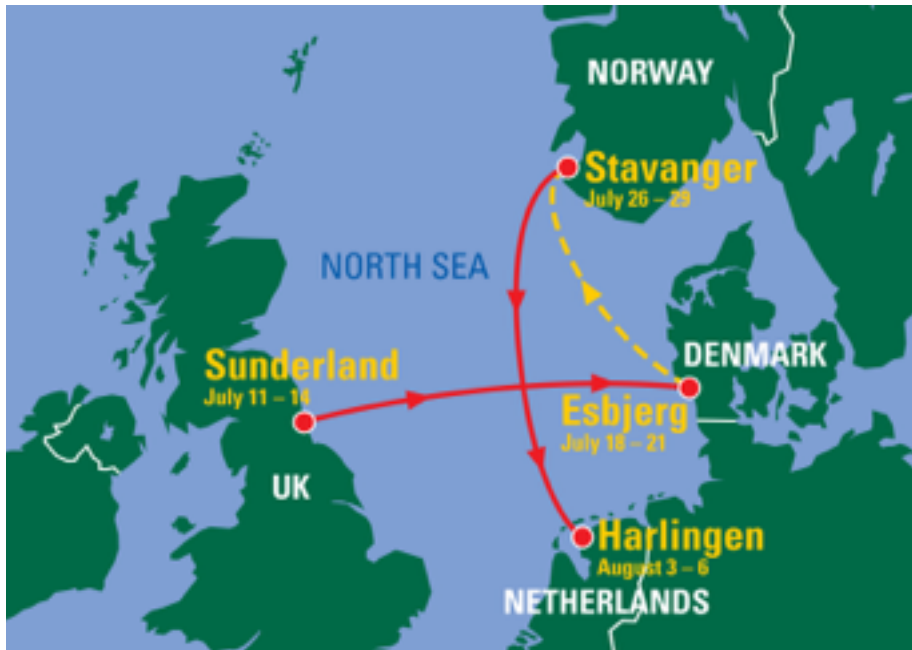 NORWAY
Stavanger
July 26 – 29
NORTH SEA
DENMARK
Sunderland
July 11 – 14
Esbjerg
July 18 – 21
UK
Harlingen
August 3 – 6
NETHERLANDS